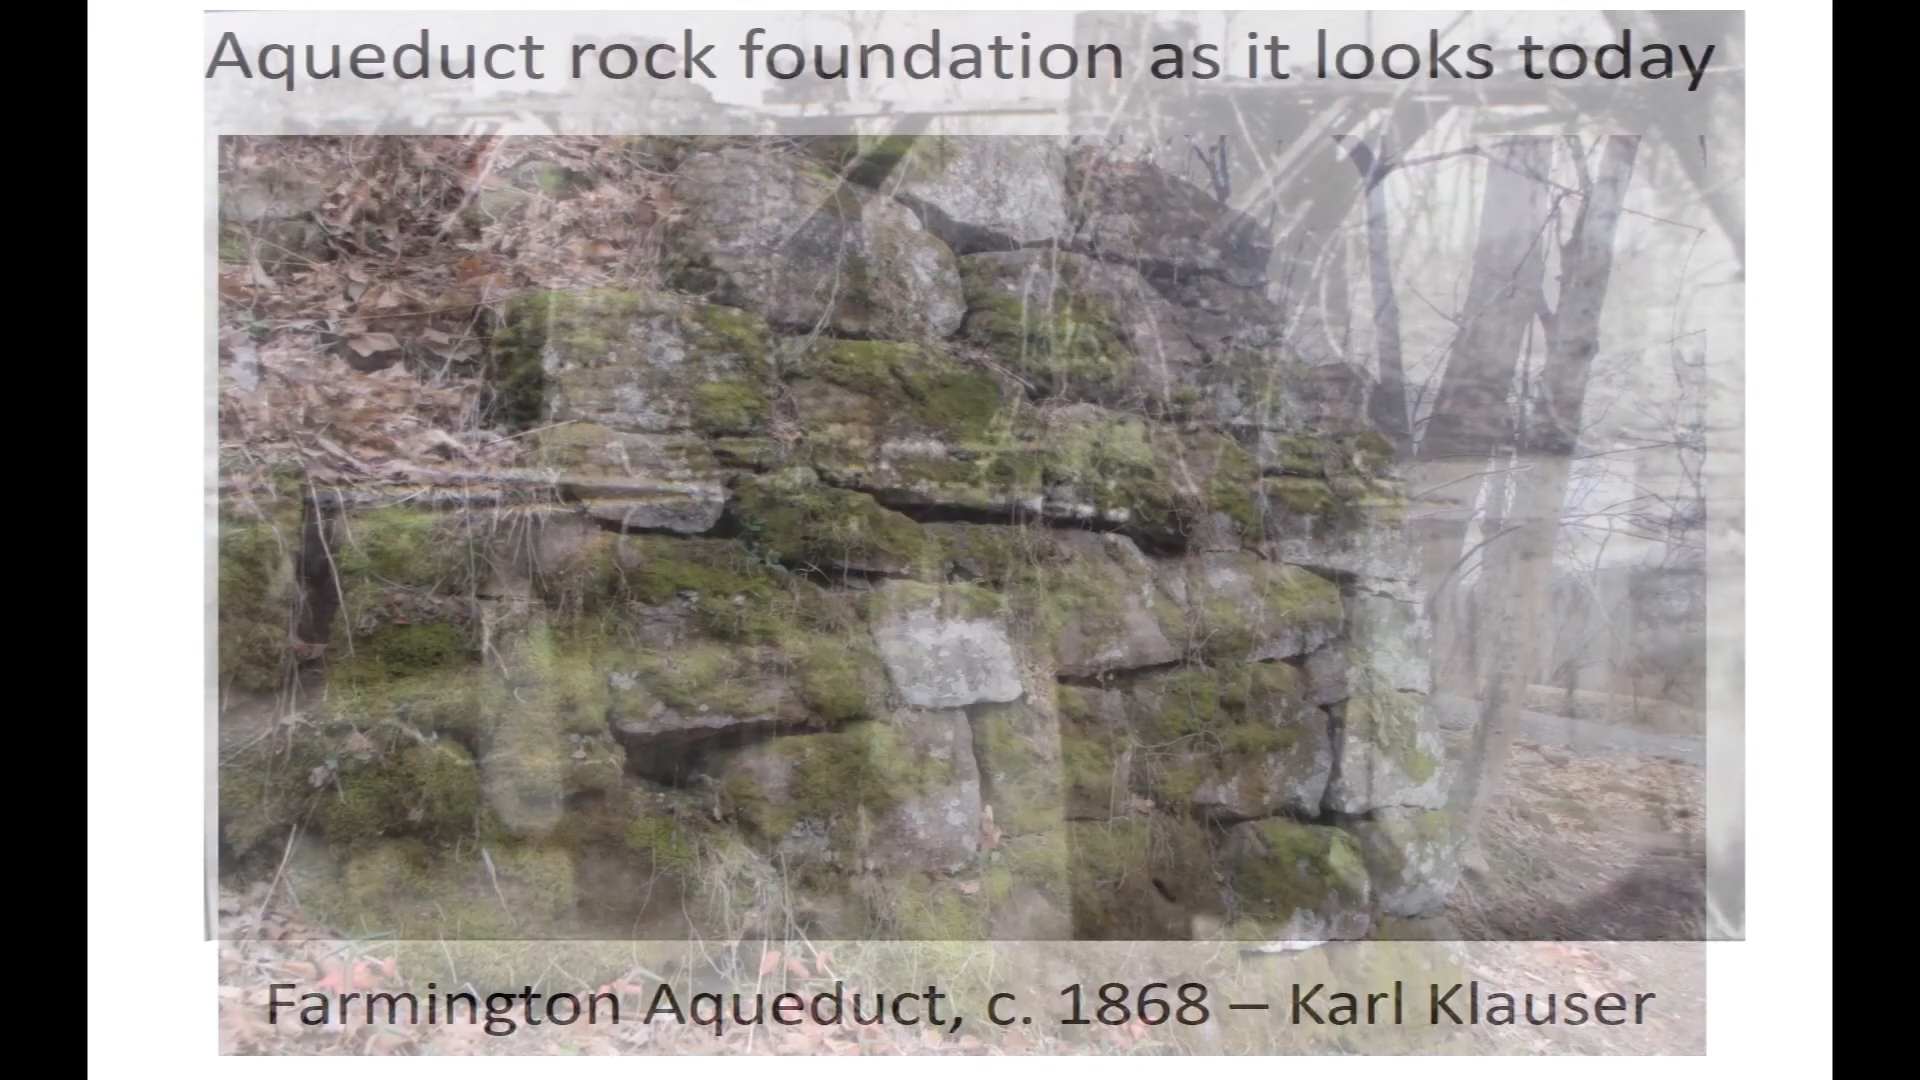 Aqueduct rock foundation as it looks today
Farmington Aqueduct, c. 1868 – Karl Klauser